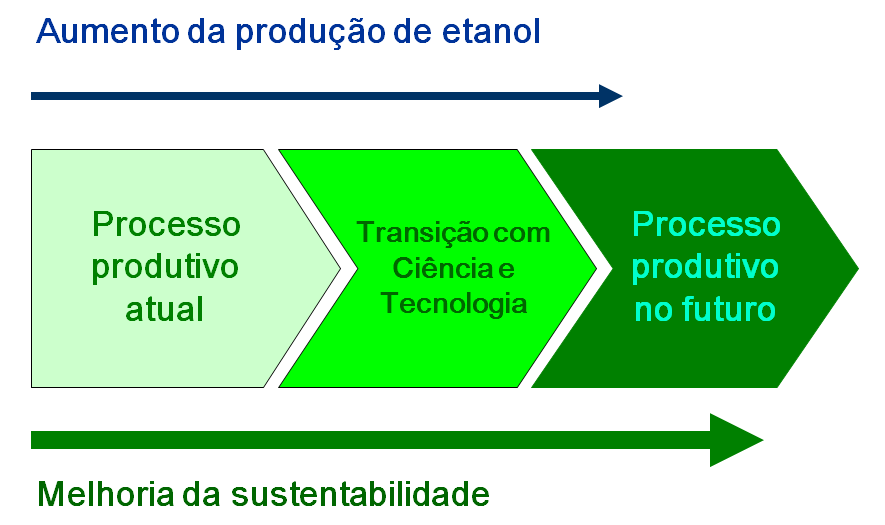 Aumento da produção de etanol
Processo
produtivo
atual
Transição com
Ciência e
Tecnologia
Processo
produtivo
no futuro
Melhoria da sustentabilidade